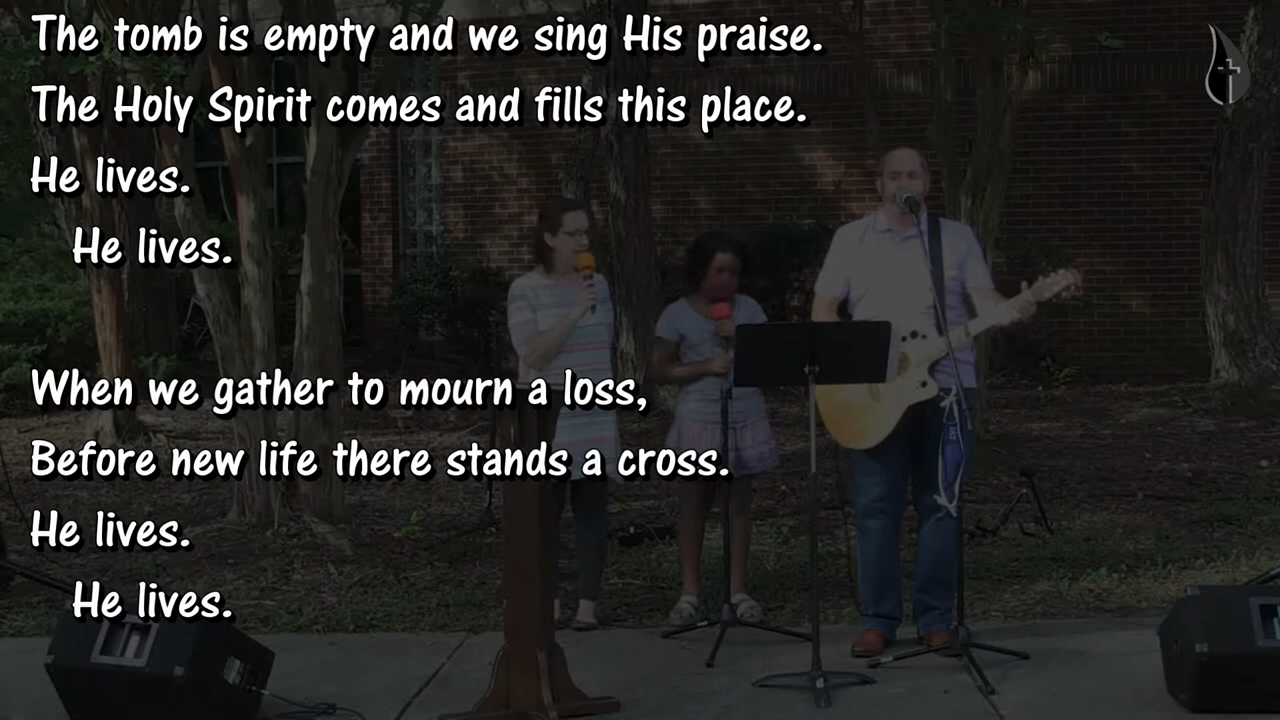 The tomb is empty and we sing His praise.
The Holy Spirit comes and fills this place.
He lives.
He lives.
When we gather to mourn a loss,
Before new life there stands a cross.
He lives.
He lives.